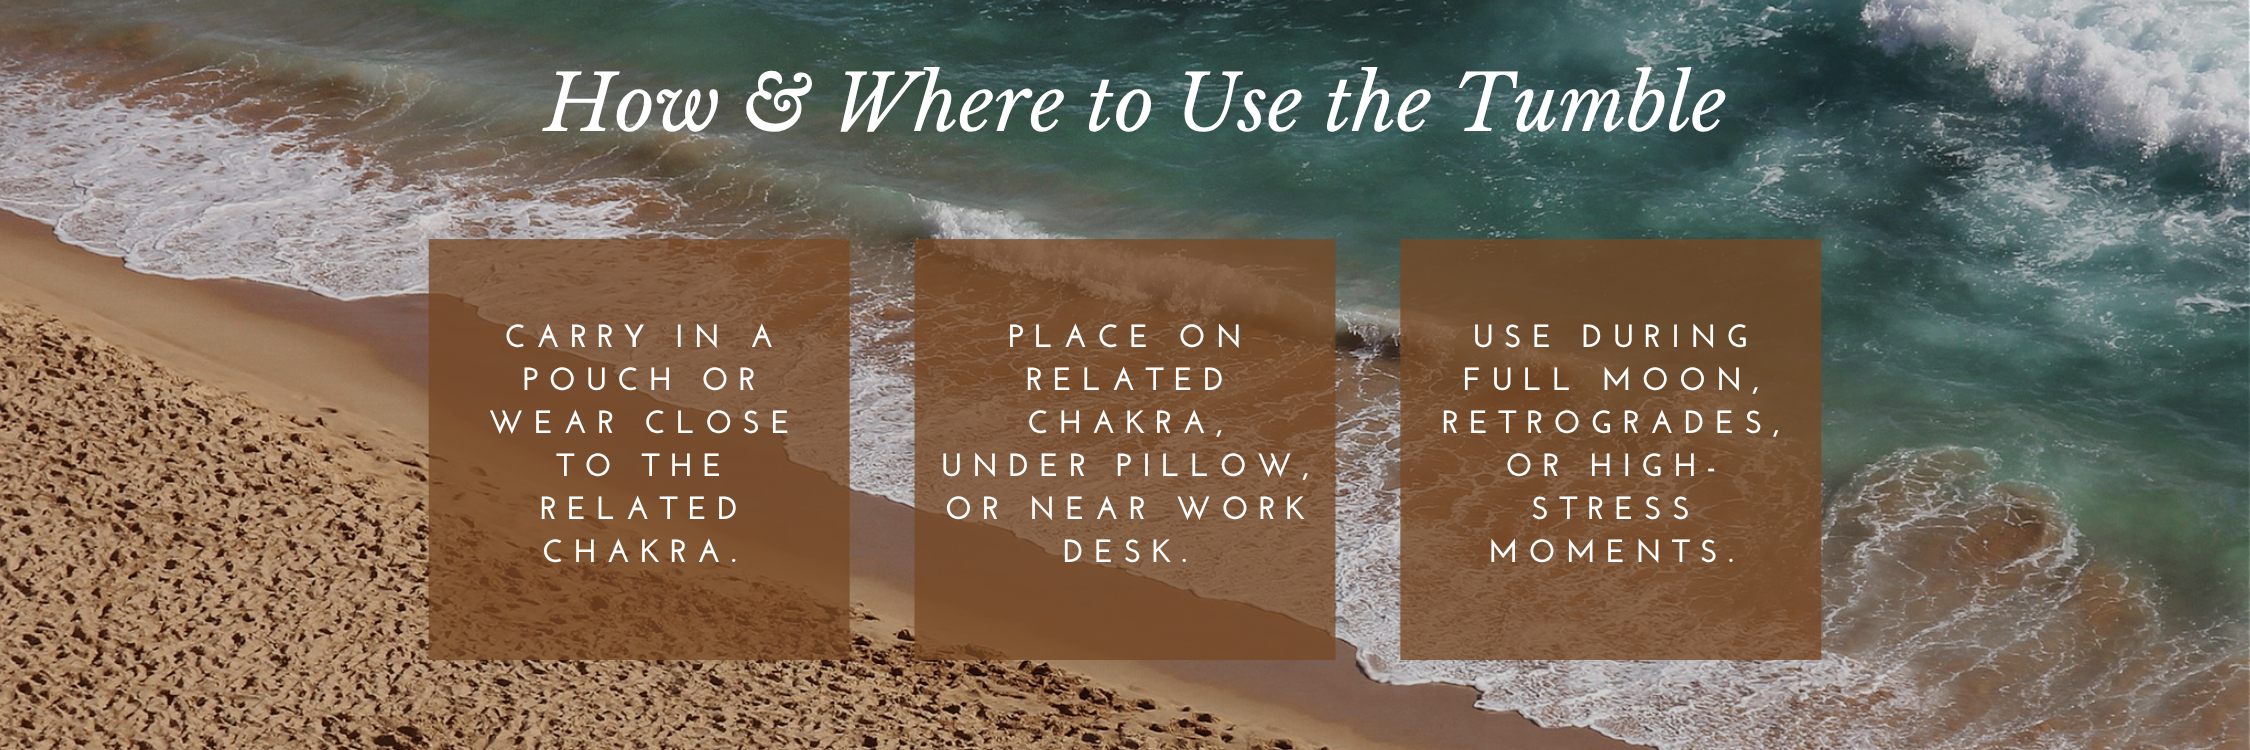 How & Where to Use the Tumble
CARRY IN A
POUCH OR
WEAR CLOSE
TO THE
RELATED
CHAKRA.
PLACE ON
RELATED
CHAKRA,
UNDER PILLOW,
OR NEAR WORK
DESK.
USE DURING
FULL MOON,
RETROGRADES,
OR HIGH-
STRESS
MOMENTS.